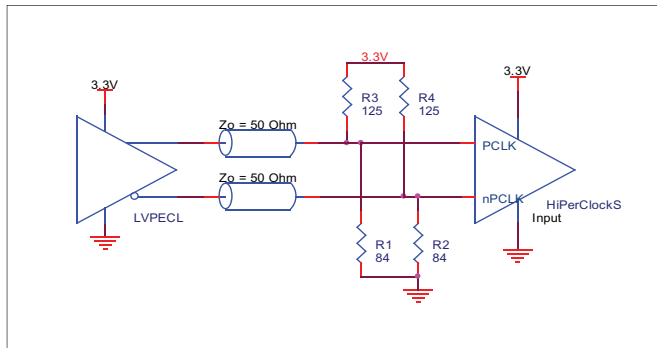 3.3V
3.3V
3.3V
R3
125
R4
125
Zo = 50 Ohm
PCLK
Zo = 50 Ohm
nPCLK
HiPerClockS
Input
LVPECL
R1
84
R2
84